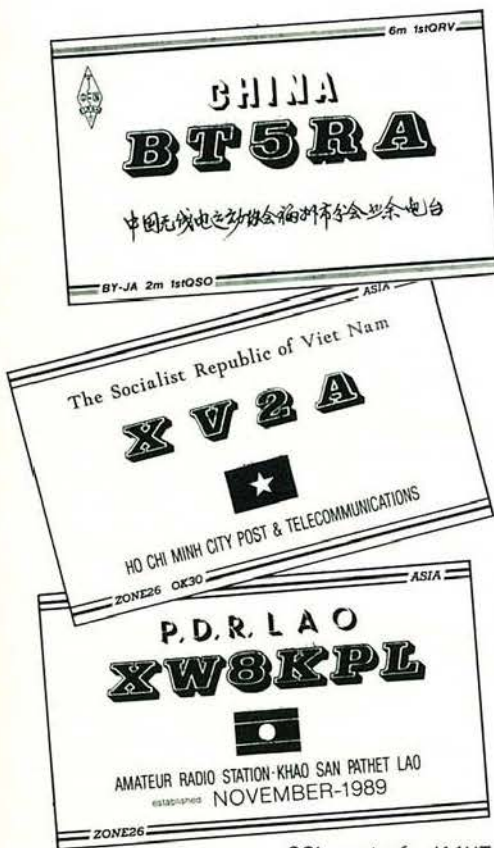 6m 1stQRV
CHINA
BT5RA
中国无线电运动协会福州市分会业余电台
BY-JA 2m 1stQSO
ASIA
The Socialist Republic of Viet Nam
XV2A
HO CHI MINH CITY POST & TELECOMMUNICATIONS
ZONE26 OK30
ASIA
P.D.R. LAO
XW8KPL
AMATEUR RADIO STATION-KHAO SAN PATHET LAO
established NOVEMBER-1989
ZONE26